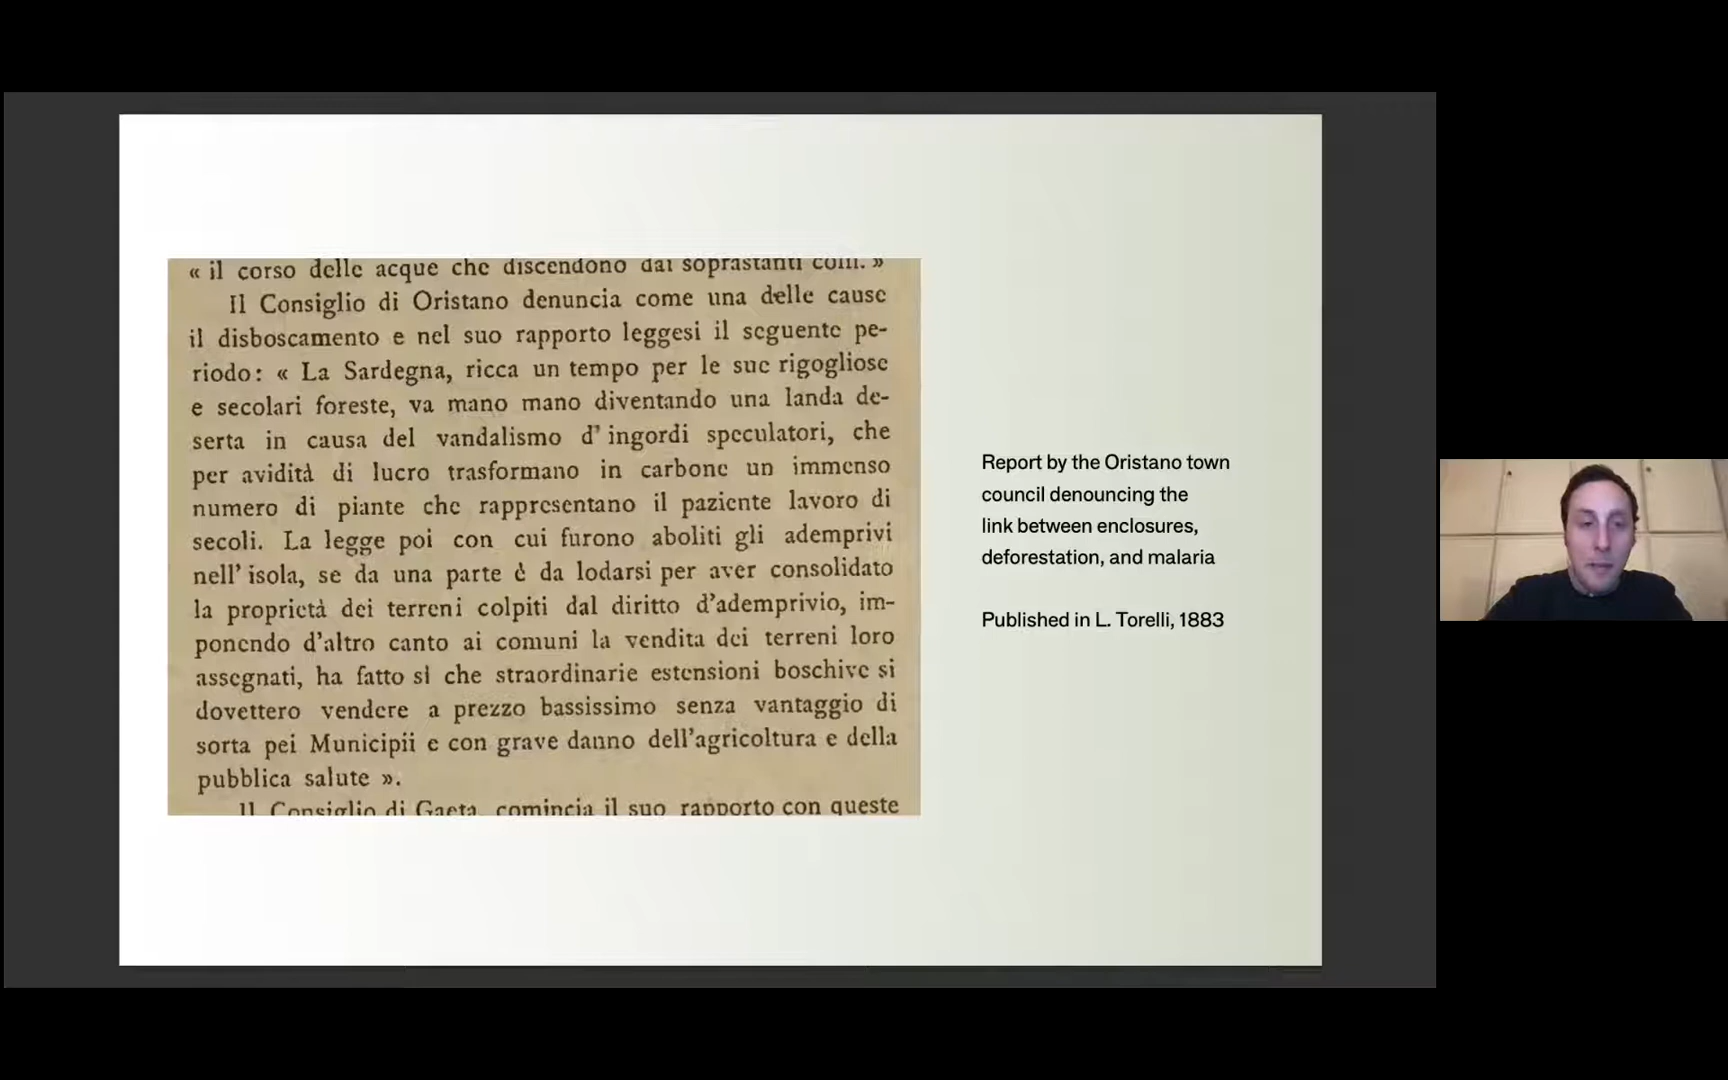 « il corso delle acque che discendono dai soprastanti colli. »
Il Consiglio di Oristano denuncia come una delle cause
il disboscamento e nel suo rapporto leggesi il seguente pe-
riodo: « La Sardegna, ricca un tempo per le sue rigogliose
e secolari foreste, va mano mano diventando una landa de-
serta in causa del vandalismo d'ingordi speculatori, che
per avidità di lucro trasformano in carbone un immenso
numero di piante che rappresentano il paziente lavoro di
secoli. La legge poi con cui furono aboliti gli ademprivi
nell'isola, se da una parte è da lodarsi per aver consolidato
la proprietà dei terreni colpiti dal diritto d'ademprivio, im-
ponendo d'altro canto ai comuni la vendita dei terreni loro
assegnati, ha fatto sì che straordinarie estensioni boschive si
dovettero vendere a prezzo bassissimo senza vantaggio di
sorta pei Municipii e con grave danno dell'agricoltura e della
pubblica salute ».
Il Consiglio di Gaeta, comincia il suo rapporto con queste
Report by the Oristano town
council denouncing the
link between enclosures,
deforestation, and malaria
Published in L. Torelli, 1883